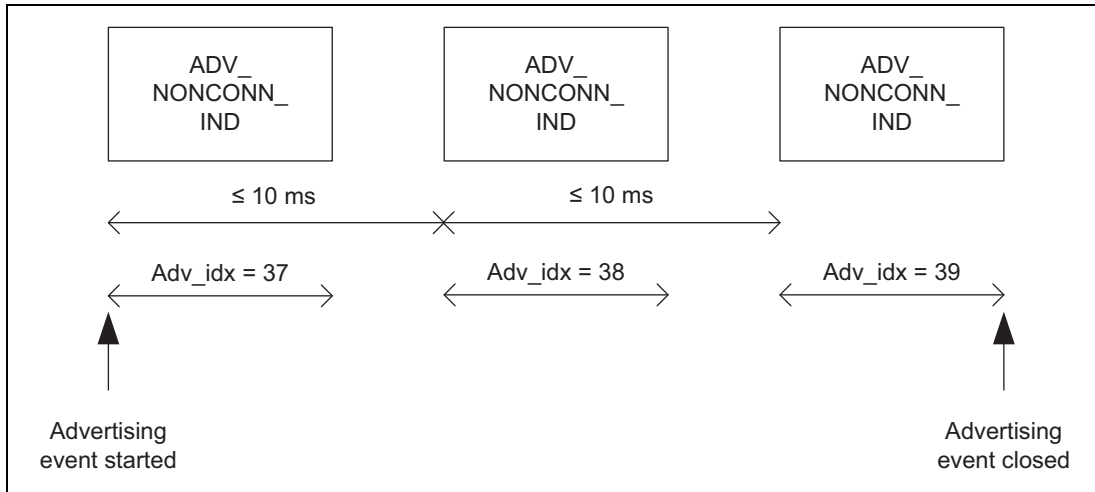 ADV_
NONCONN_
IND
ADV_
NONCONN_
IND
ADV_
NONCONN_
IND
≤ 10 ms
≤ 10 ms
Adv_idx = 37
Adv_idx = 38
Adv_idx = 39
Advertising
event started
Advertising
event closed